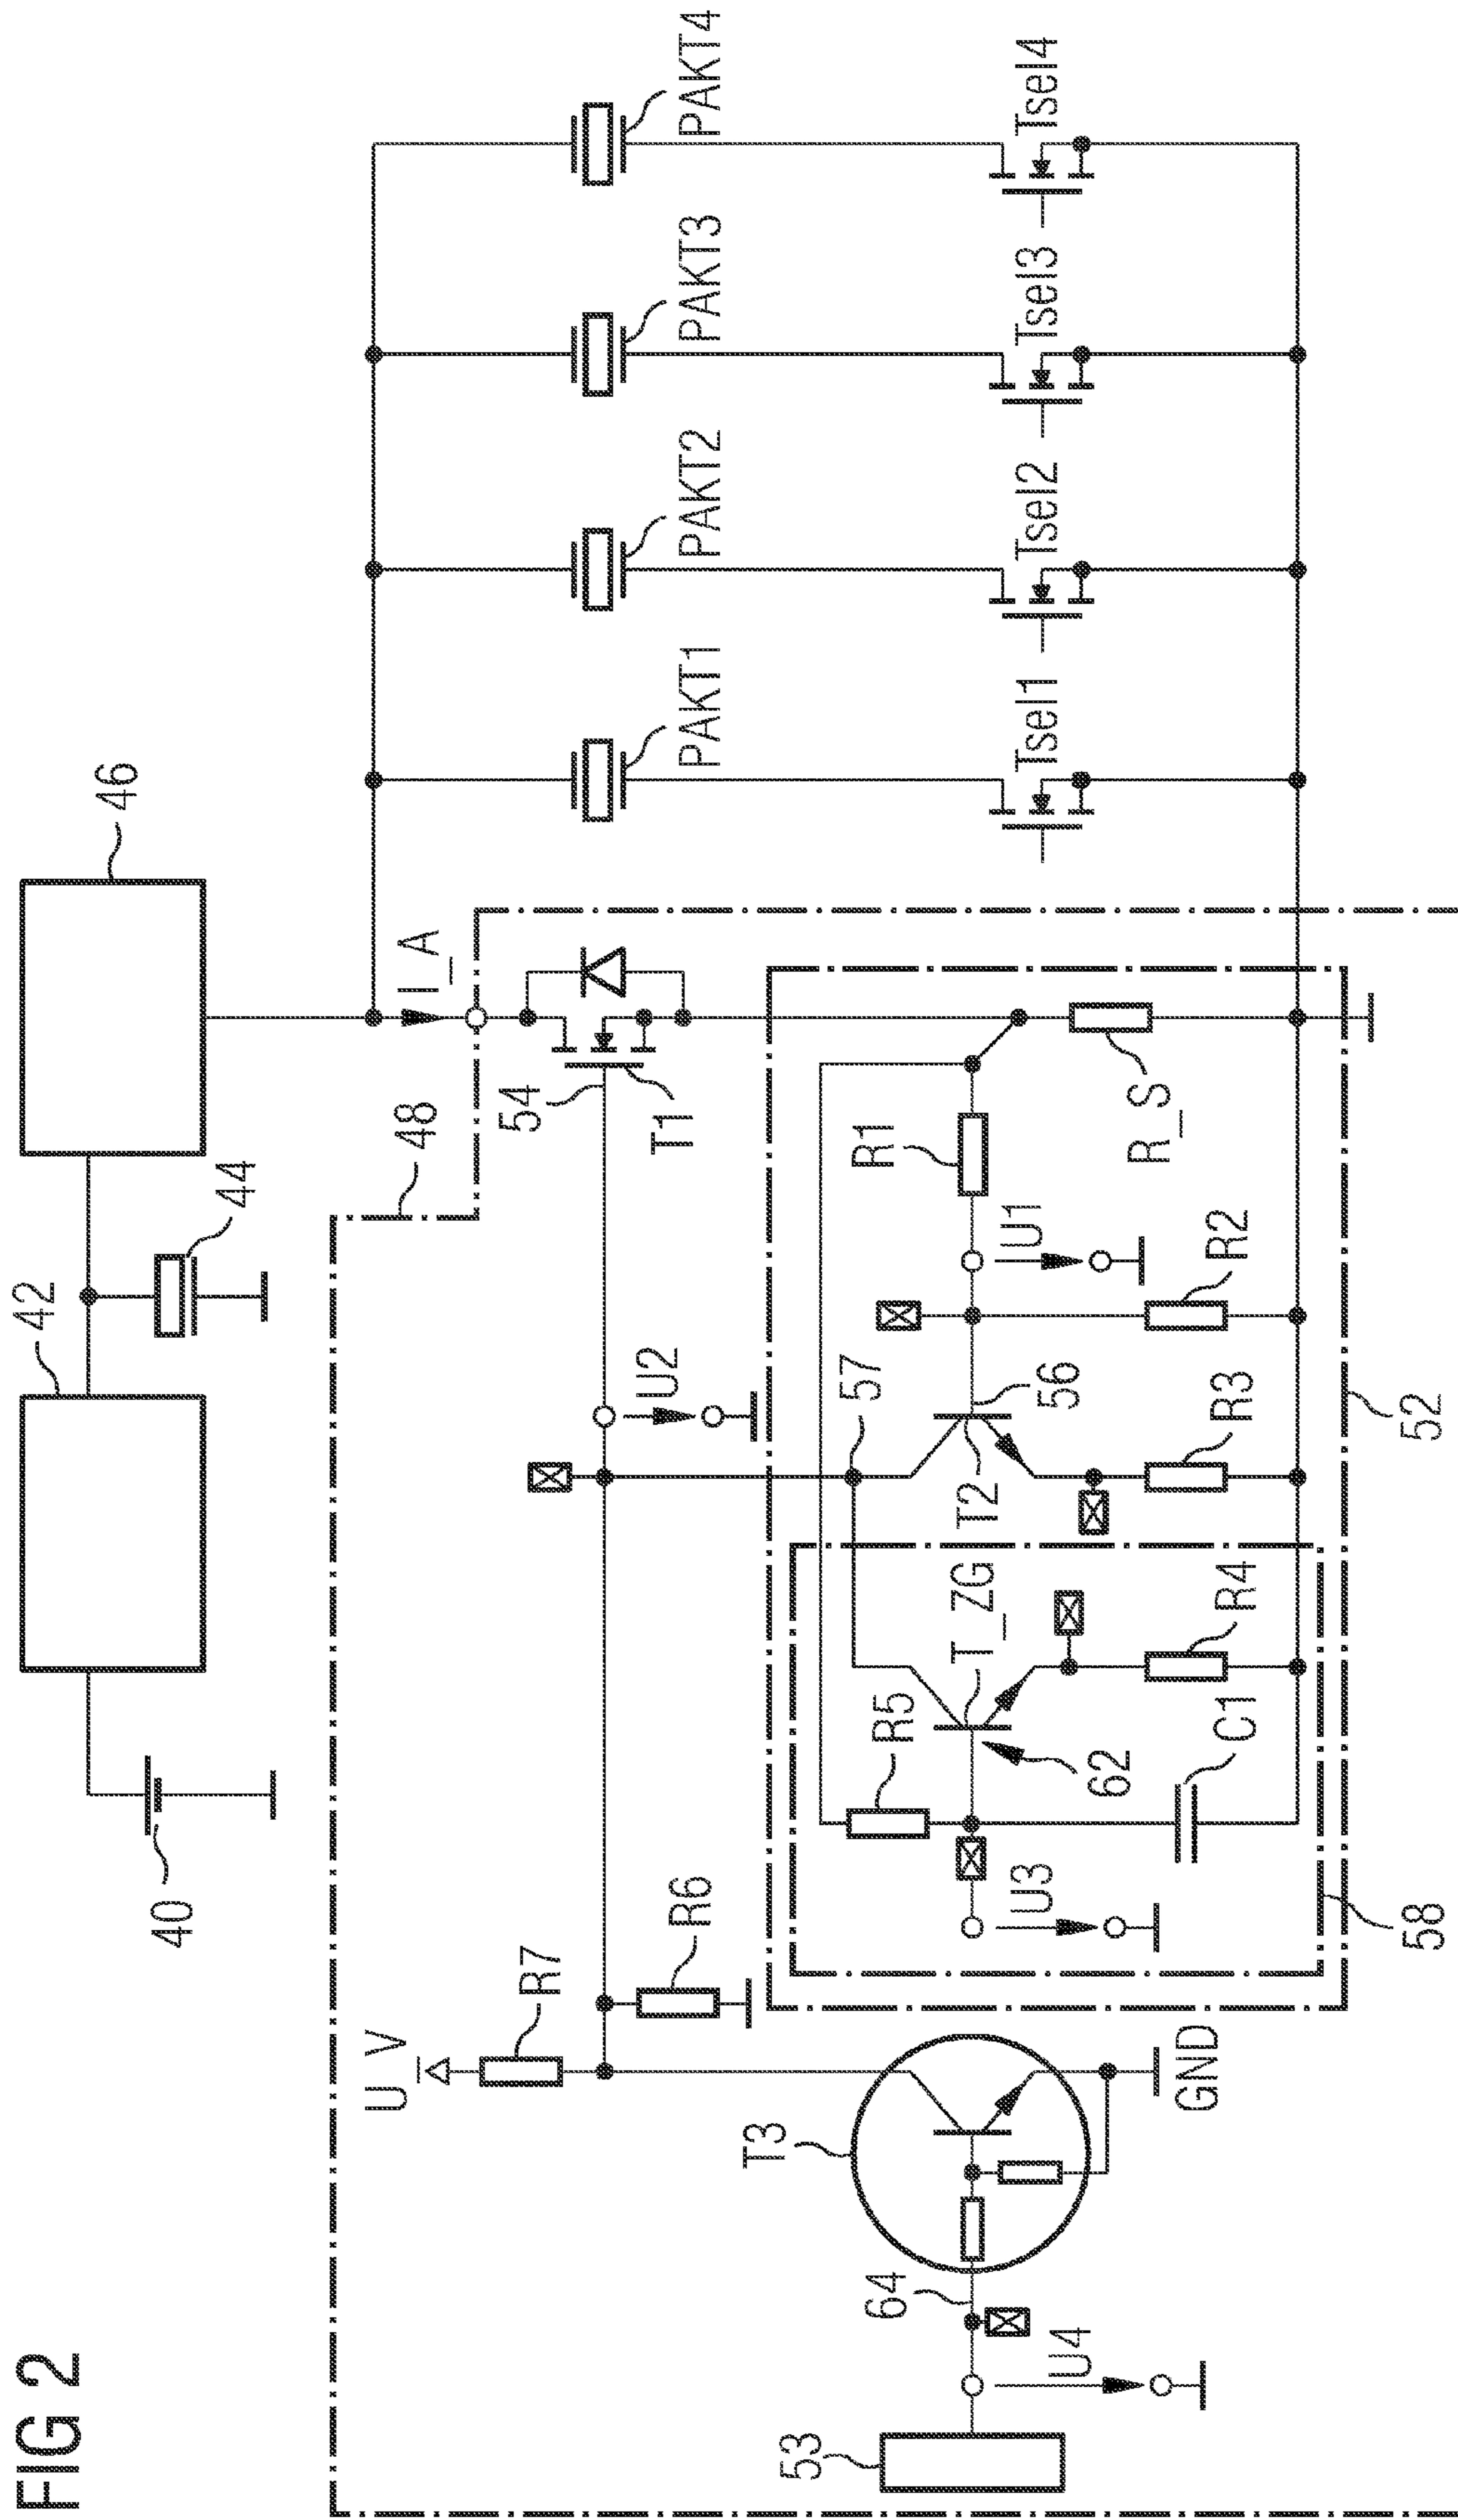 FIG 2
40
42
44
46
48
I_A
PAKT1
PAKT2
PAKT3
PAKT4
Tsel1
Tsel2
Tsel3
Tsel4
U_V
R7
R6
U2
54
T1
T3
64
53
U4
GND
R5
T_ZG
62
U3
C1
R4
57
T2
56
R3
R2
U1
R1
R_S
52
58